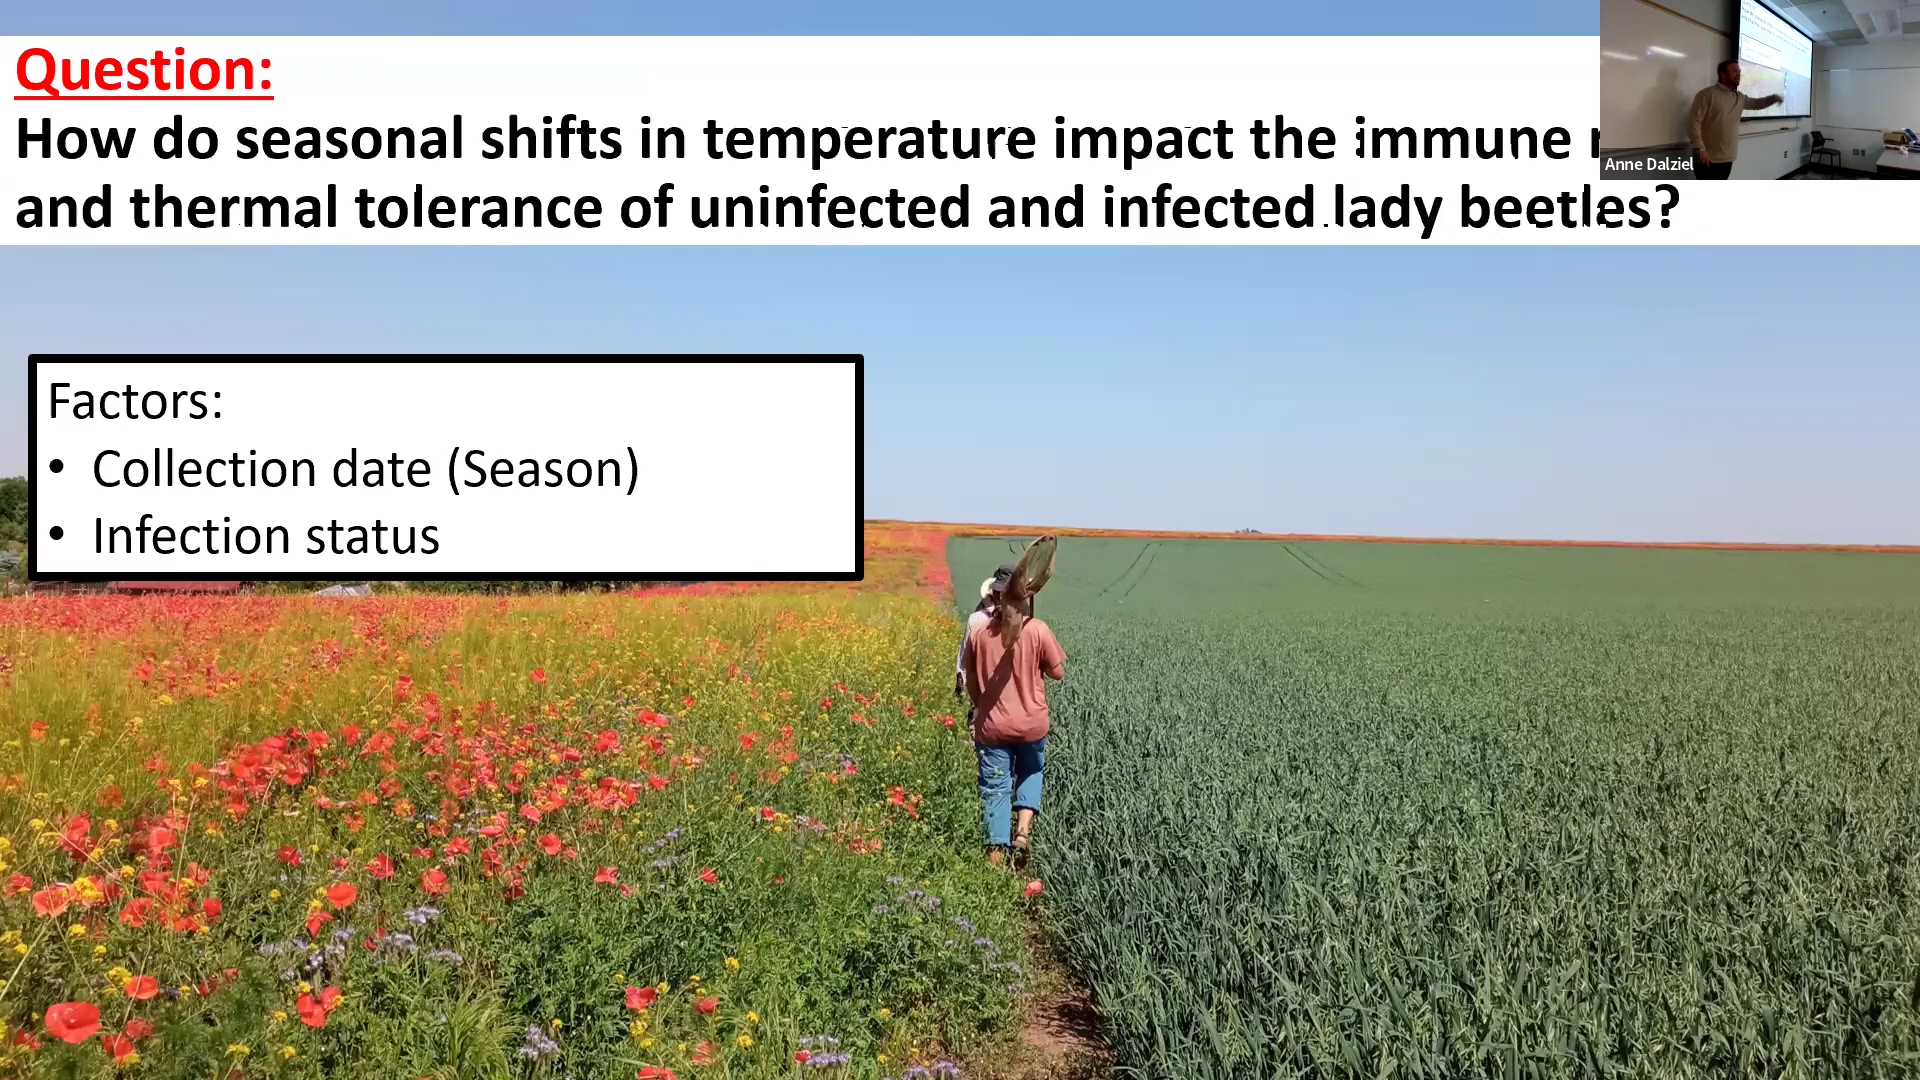 Question:
How do seasonal shifts in temperature impact the immune
and thermal tolerance of uninfected and infected lady beetles?
Factors:
• Collection date (Season)
• Infection status
Anne Dalziel